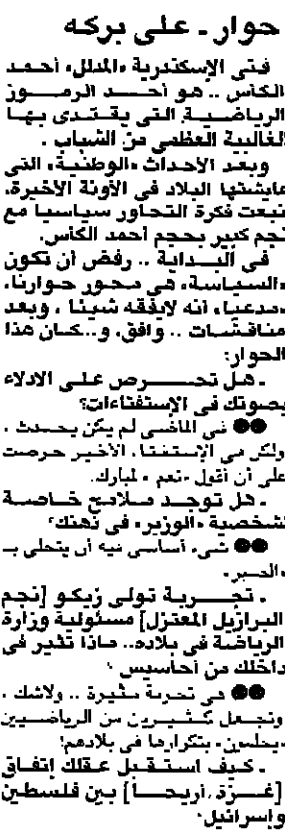 حوار ـ على بركه
فتى الإسكندرية «المدلل» أحمد
الكأس .. هو أحد الرموز
الرياضية التى يقتدى بها
الغالبية العظمى من الشباب .
وبعد الأحداث «الوطنية» التى
عايشتها البلاد فى الآونة الأخيرة،
نبعت فكرة التحاور سياسيا مع
نجم كبير بحجم أحمد الكأس.
فى البداية .. رفض أن تكون
«السياسة» هى محور حوارنا،
«مدعيا» أنه لايفقه شيئا ، وبعد
مناقشات .. وافق، و..كان هذا
الحوار:
ـ هل تحرص على الادلاء
بصوتك فى الإستفتاءات؟
●● فى الماضى لم يكن يحدث .
ولكن فى الإستفتاء الأخير حرصت
على أن أقول «نعم» لمبارك.
ـ هل توجد ملامح خاصة
لشخصية «الوزير» فى ذهنك؟
●● شىء أساسى فيه أن يتحلى بـ
«الصبر»
ـ تجربة تولى زيكو [نجم
البرازيل المعتزل] مسئولية وزارة
الرياضة فى بلاده.. ماذا تثير فى
داخلك من أحاسيس ؟
●● هى تجربة مثيرة .. ولاشك ،
وتجعل كثيرين من الرياضيين
«يحلمون» بتكرارها فى بلادهم!
ـ كيف استقبل عقلك إتفاق
[غزة . أريحا] بين فلسطين
وإسرائيل؟